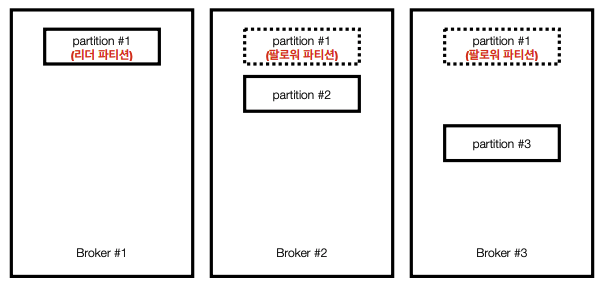 partition #1
(리더 파티션)
Broker #1
partition #1
(팔로워 파티션)
partition #2
Broker #2
partition #1
(팔로워 파티션)
partition #3
Broker #3